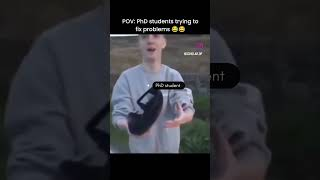 POV: PhD students trying to
fix problems 😂😂
PhD student